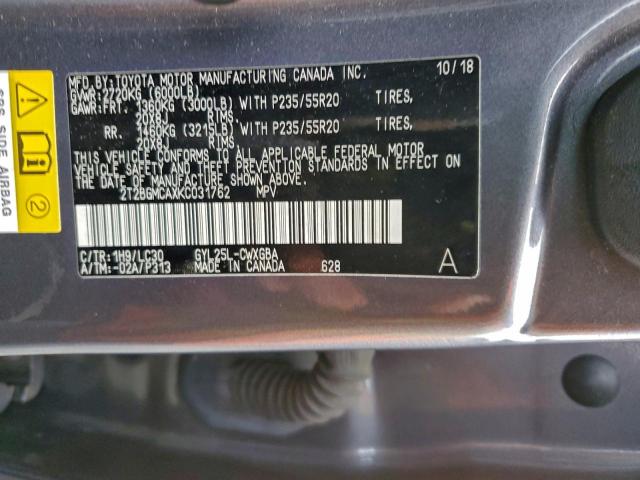 MFD.BY:TOYOTA MOTOR MANUFACTURING CANADA INC. 10/18
GVWR:2720KG (6000LB)
GAWR:FRT. 1360KG (3000LB) WITH P235/55R20 TIRES,
20X8J RIMS.
RR. 1460KG (3215LB) WITH P235/55R20 TIRES,
20X8J RIMS.
THIS VEHICLE CONFORMS TO ALL APPLICABLE FEDERAL MOTOR
VEHICLE SAFETY AND THEFT PREVENTION STANDARDS IN EFFECT ON
THE DATE OF MANUFACTURE SHOWN ABOVE.
2T2BGMCAXKC031762 MPV
C/TR:1H9/LC30 GYL25L-CWXGBA
A/TM:-02A/P313 MADE IN CANADA 628 A
SRS SIDE AIRBAG
2